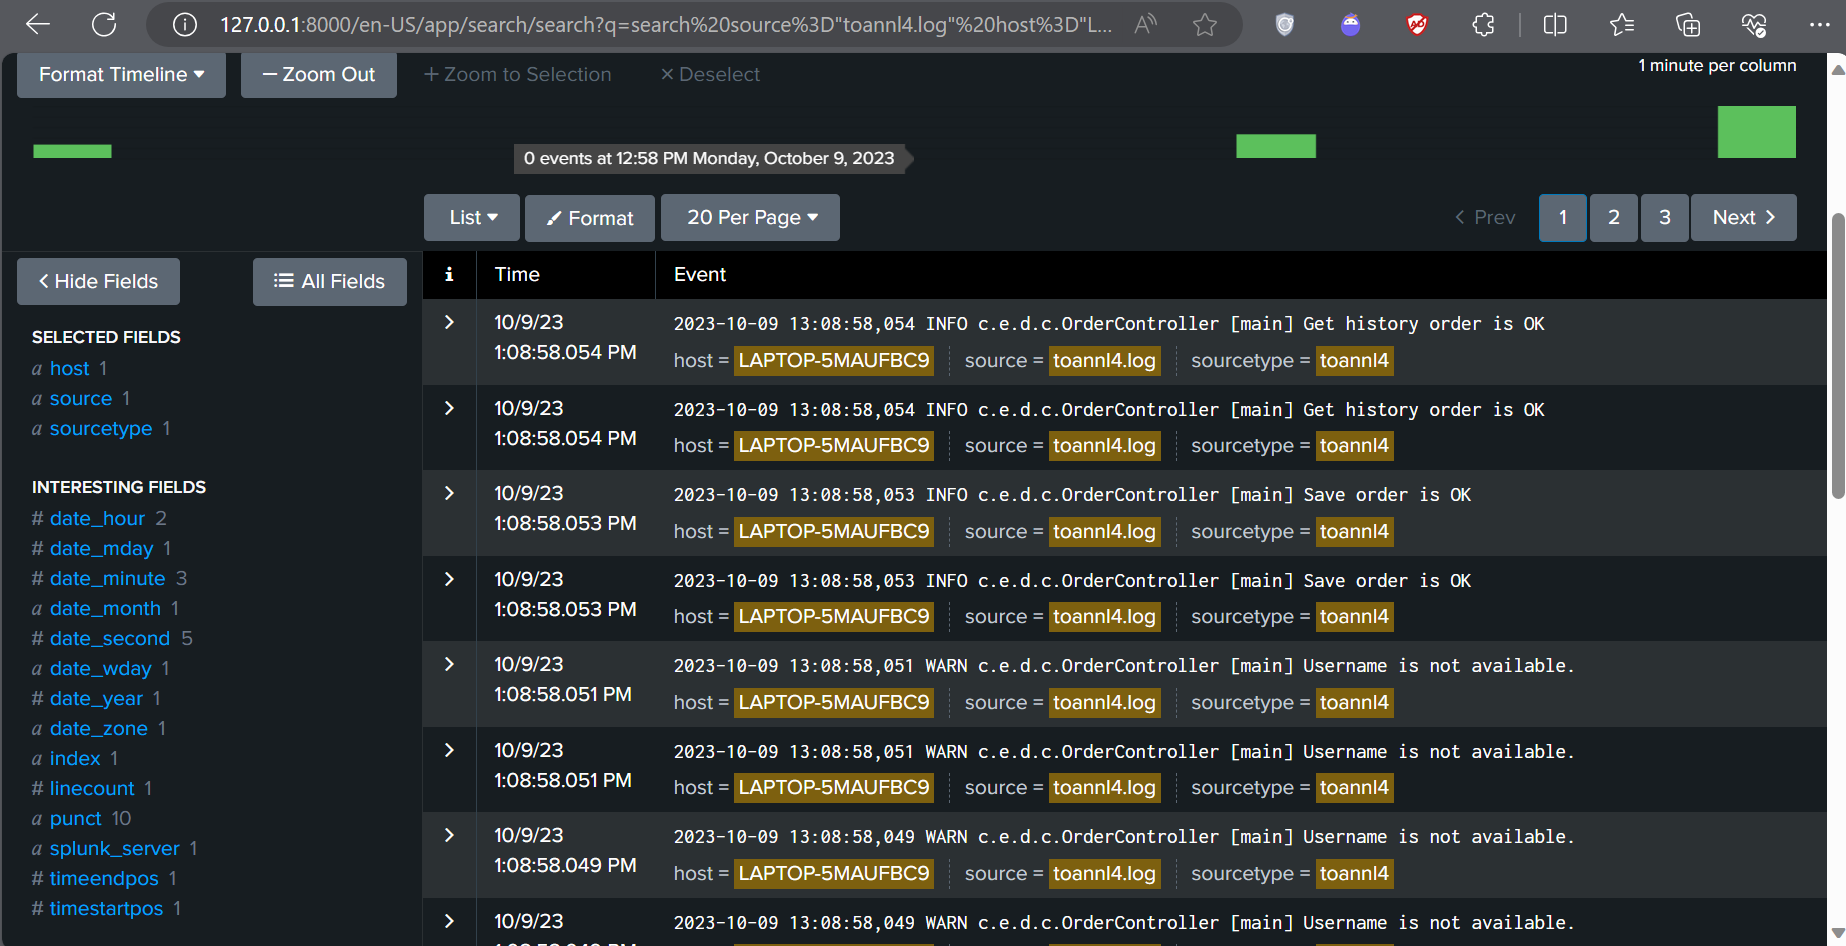 127.0.0.1:8000/en-US/app/search/search?q=search%20source%3D"toannl4.log"%20host%3D"L...
Format Timeline
— Zoom Out
+ Zoom to Selection
× Deselect
1 minute per column
0 events at 12:58 PM Monday, October 9, 2023
List
Format
20 Per Page
< Prev
1
2
3
Next >
< Hide Fields
All Fields
i
Time
Event
SELECTED FIELDS
a host 1
a source 1
a sourcetype 1
INTERESTING FIELDS
# date_hour 2
# date_mday 1
# date_minute 3
a date_month 1
# date_second 5
a date_wday 1
# date_year 1
a date_zone 1
a index 1
# linecount 1
a punct 10
a splunk_server 1
# timeendpos 1
# timestartpos 1
10/9/23
1:08:58.054 PM
2023-10-09 13:08:58,054 INFO c.e.d.c.OrderController [main] Get history order is OK
host = LAPTOP-5MAUFBC9 source = toannl4.log sourcetype = toannl4
10/9/23
1:08:58.054 PM
2023-10-09 13:08:58,054 INFO c.e.d.c.OrderController [main] Get history order is OK
host = LAPTOP-5MAUFBC9 source = toannl4.log sourcetype = toannl4
10/9/23
1:08:58.053 PM
2023-10-09 13:08:58,053 INFO c.e.d.c.OrderController [main] Save order is OK
host = LAPTOP-5MAUFBC9 source = toannl4.log sourcetype = toannl4
10/9/23
1:08:58.053 PM
2023-10-09 13:08:58,053 INFO c.e.d.c.OrderController [main] Save order is OK
host = LAPTOP-5MAUFBC9 source = toannl4.log sourcetype = toannl4
10/9/23
1:08:58.051 PM
2023-10-09 13:08:58,051 WARN c.e.d.c.OrderController [main] Username is not available.
host = LAPTOP-5MAUFBC9 source = toannl4.log sourcetype = toannl4
10/9/23
1:08:58.051 PM
2023-10-09 13:08:58,051 WARN c.e.d.c.OrderController [main] Username is not available.
host = LAPTOP-5MAUFBC9 source = toannl4.log sourcetype = toannl4
10/9/23
1:08:58.049 PM
2023-10-09 13:08:58,049 WARN c.e.d.c.OrderController [main] Username is not available.
host = LAPTOP-5MAUFBC9 source = toannl4.log sourcetype = toannl4
10/9/23
2023-10-09 13:08:58,049 WARN c.e.d.c.OrderController [main] Username is not available.